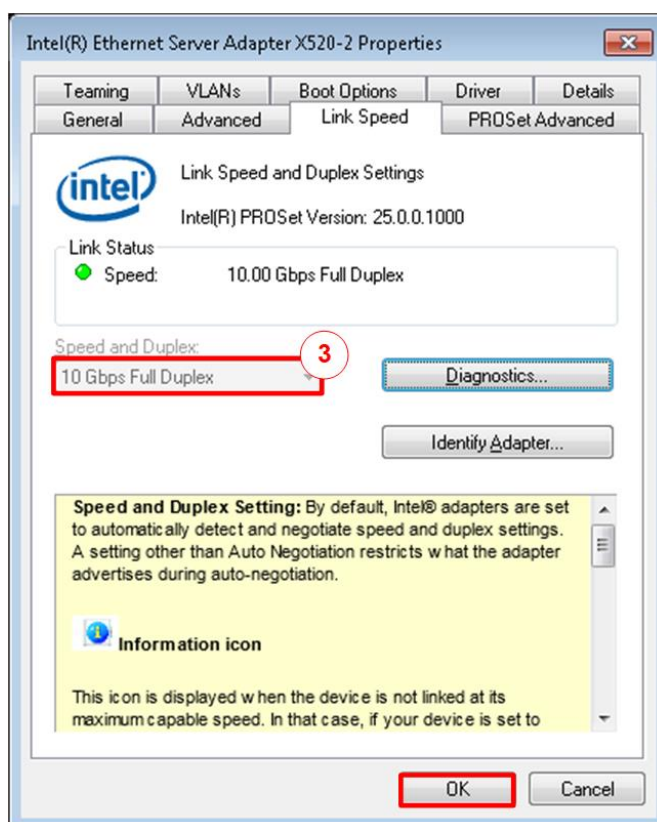 Intel(R) Ethernet Server Adapter X520-2 Properties
Teaming VLANs Boot Options Driver Details
General Advanced Link Speed PROSet Advanced
intel
Link Speed and Duplex Settings
Intel(R) PROSet Version: 25.0.0.1000
Link Status
Speed: 10.00 Gbps Full Duplex
Speed and Duplex:
3
10 Gbps Full Duplex
Diagnostics...
Identify Adapter...
Speed and Duplex Setting: By default, Intel® adapters are set
to automatically detect and negotiate speed and duplex settings.
A setting other than Auto Negotiation restricts what the adapter
advertises during auto-negotiation.
Information icon
This icon is displayed when the device is not linked at its
maximum capable speed. In that case, if your device is set to
OK Cancel